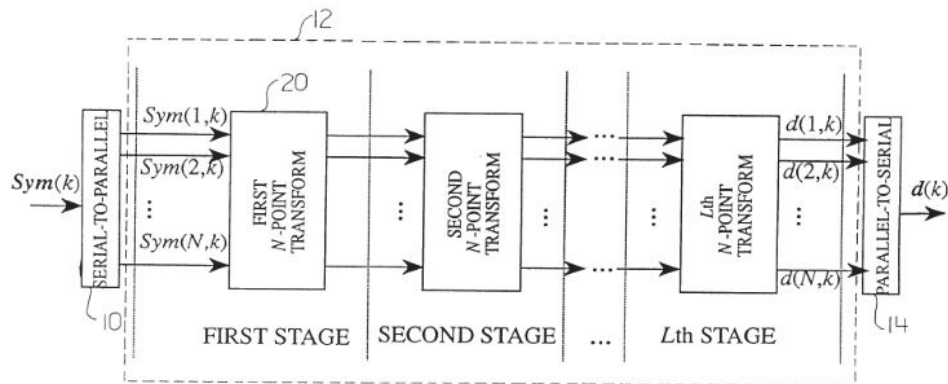 12
20
Sym(k)
SERIAL-TO-PARALLEL
10
Sym(1,k)
Sym(2,k)
...
Sym(N,k)
FIRST
N-POINT
TRANSFORM
...
SECOND
N-POINT
TRANSFORM
...
...
...
...
...
Lth
N-POINT
TRANSFORM
d(1,k)
d(2,k)
...
d(N,k)
PARALLEL-TO-SERIAL
14
d(k)
FIRST STAGE
SECOND STAGE
...
Lth STAGE